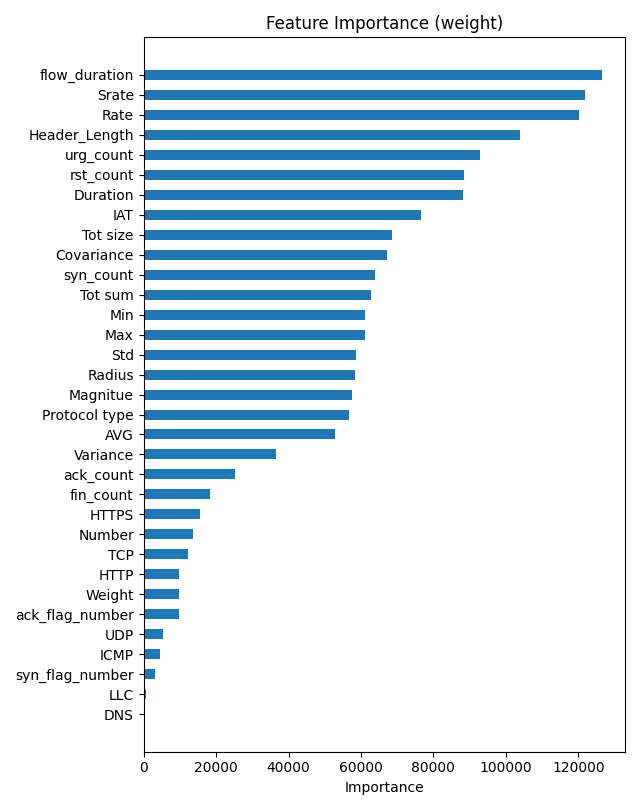 Feature Importance (weight)
flow_duration
Srate
Rate
Header_Length
urg_count
rst_count
Duration
IAT
Tot size
Covariance
syn_count
Tot sum
Min
Max
Std
Radius
Magnitue
Protocol type
AVG
Variance
ack_count
fin_count
HTTPS
Number
TCP
HTTP
Weight
ack_flag_number
UDP
ICMP
syn_flag_number
LLC
DNS
0 20000 40000 60000 80000 100000 120000
Importance